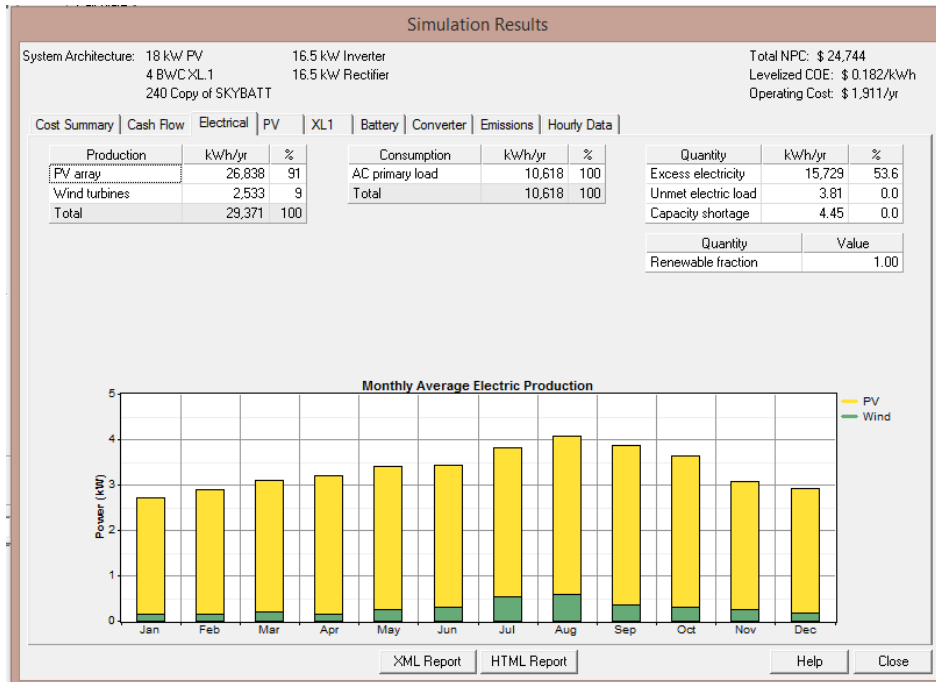 Simulation Results
System Architecture: 18 kW PV 16.5 kW Inverter Total NPC: $ 24,744
4 BWC XL.1 16.5 kW Rectifier Levelized COE: $ 0.182/kWh
240 Copy of SKYBATT Operating Cost: $ 1,911/yr
Cost Summary Cash Flow Electrical PV XL1 Battery Converter Emissions Hourly Data
Production kWh/yr % Consumption kWh/yr % Quantity kWh/yr %
PV array 26,838 91 AC primary load 10,618 100 Excess electricity 15,729 53.6
Wind turbines 2,533 9 Total 10,618 100 Unmet electric load 3.81 0.0
Total 29,371 100 Capacity shortage 4.45 0.0
Quantity Value
Renewable fraction 1.00
Monthly Average Electric Production
5
4
3
2
1
0
Power (kW)
PV
Wind
Jan Feb Mar Apr May Jun Jul Aug Sep Oct Nov Dec
XML Report HTML Report Help Close